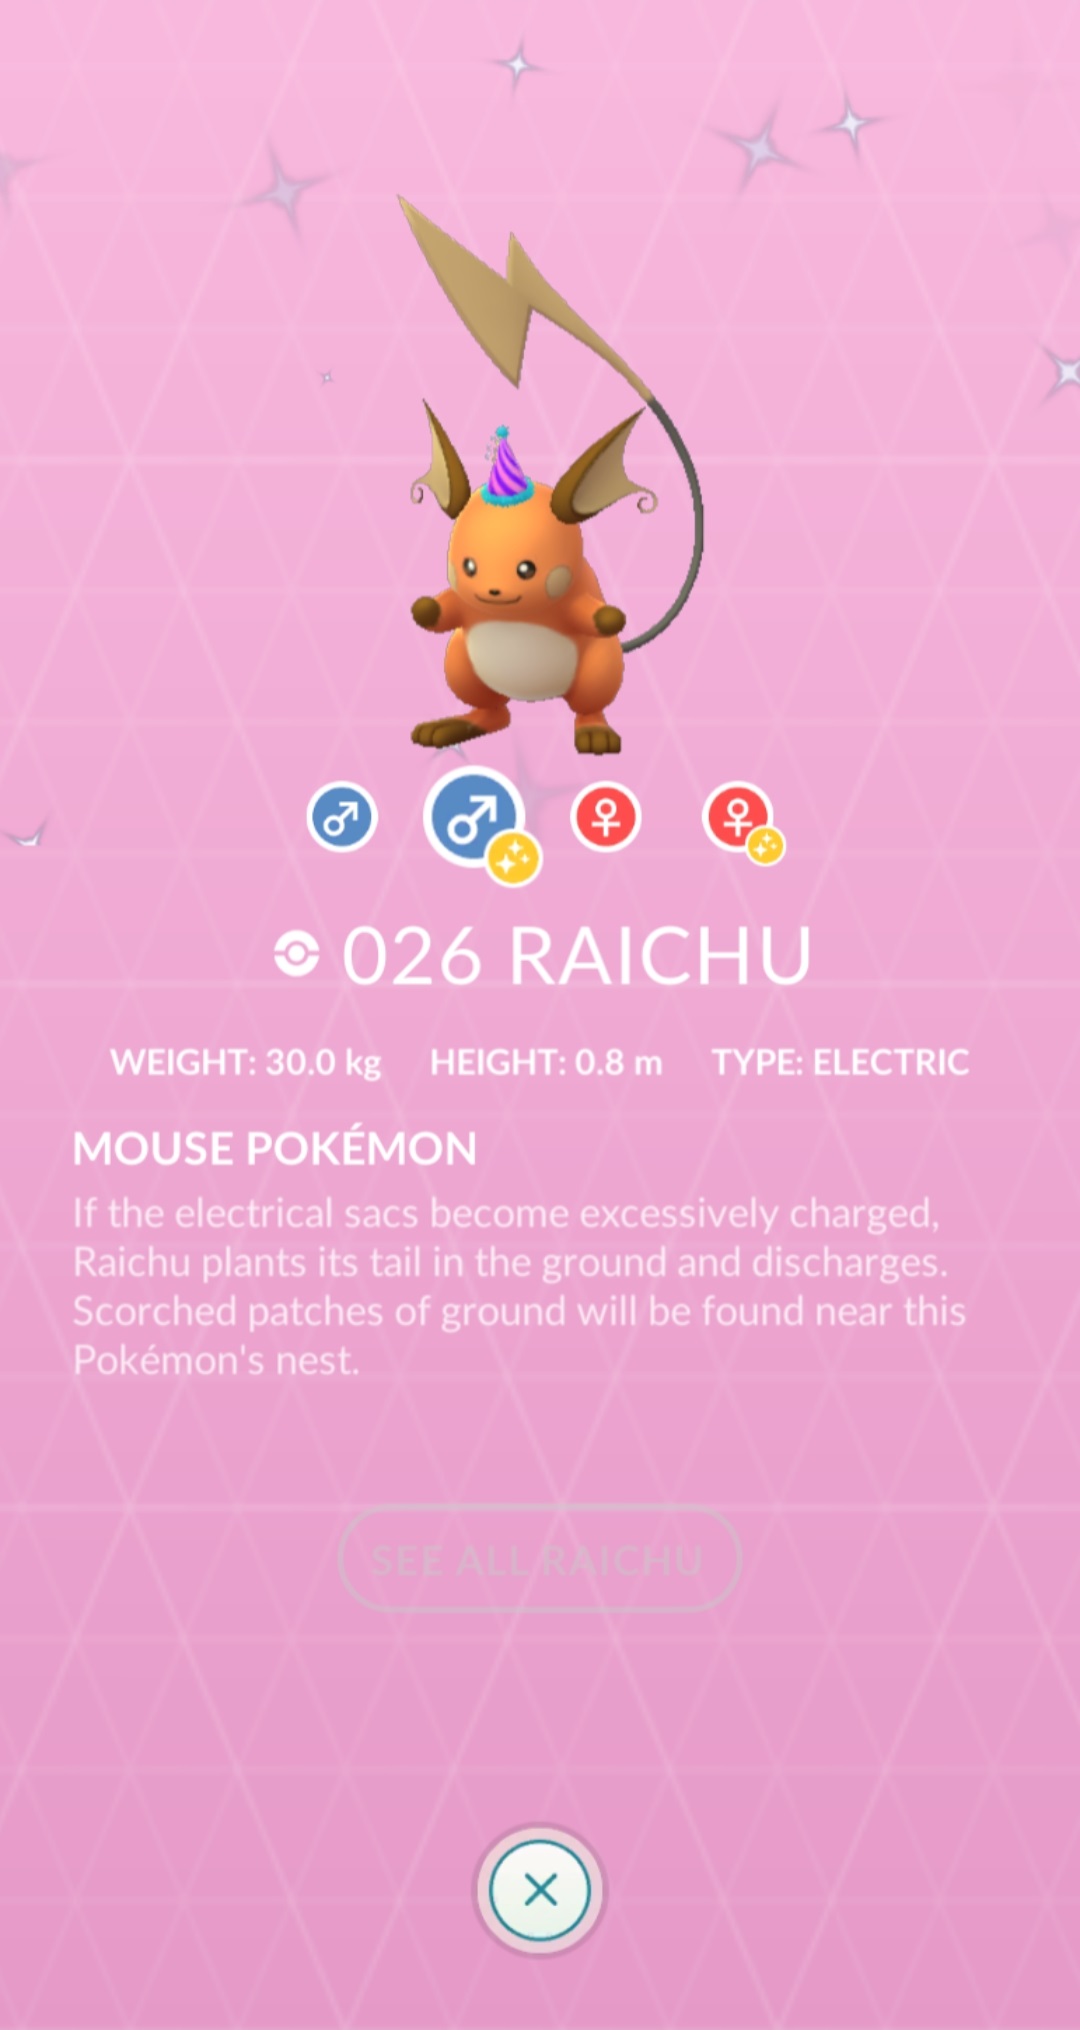 026 RAICHU
WEIGHT: 30.0 kg HEIGHT: 0.8 m TYPE: ELECTRIC
MOUSE POKÉMON
If the electrical sacs become excessively charged,
Raichu plants its tail in the ground and discharges.
Scorched patches of ground will be found near this
Pokémon's nest.
SEE ALL RAICHU